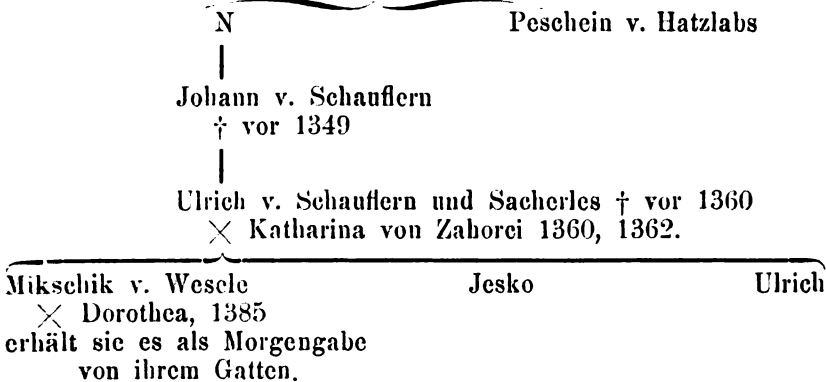 N Peschein v. Hatzlabs
Johann v. Schauflern
† vor 1349
Ulrich v. Schauflern und Sacherles † vor 1360
⚔ Katharina von Zahorci 1360, 1362.
Mikschik v. Wesele Jesko Ulrich
⚔ Dorothea, 1385
erhält sie es als Morgengabe
von ihrem Gatten.